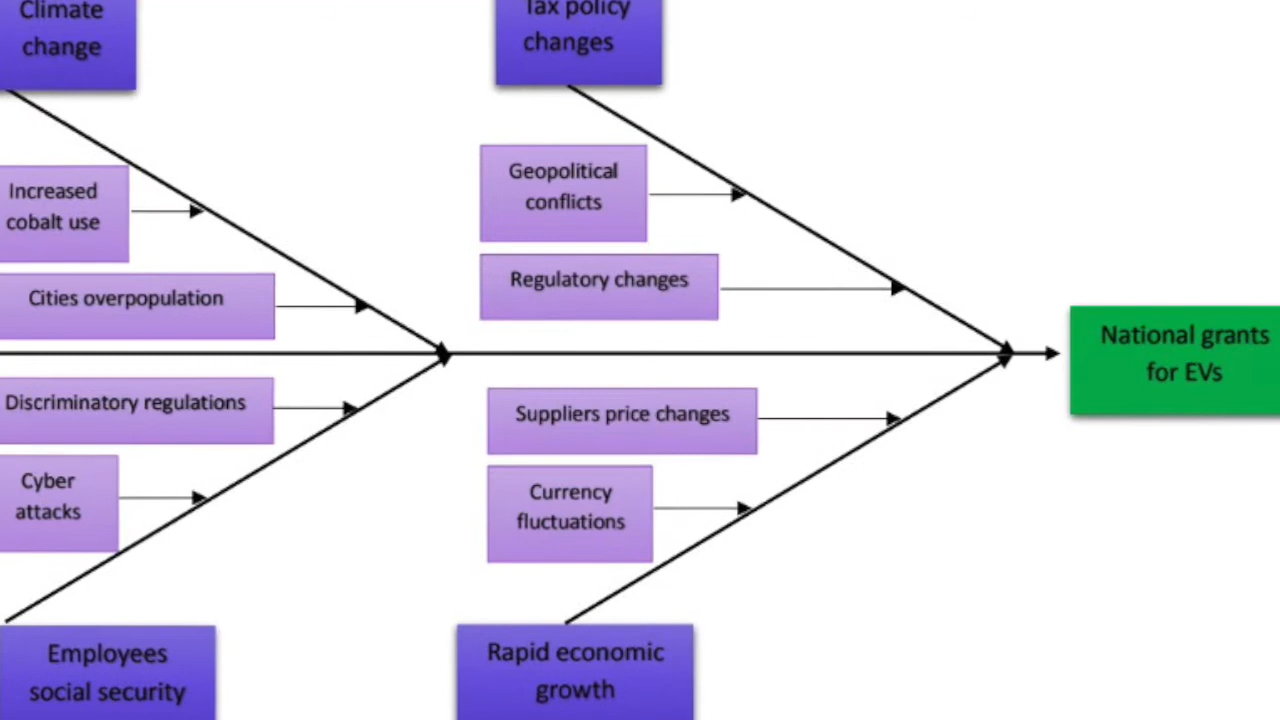 Climate
change
Tax policy
changes
Increased
cobalt use
Cities overpopulation
Geopolitical
conflicts
Regulatory changes
National grants
for EVs
Discriminatory regulations
Cyber
attacks
Suppliers price changes
Currency
fluctuations
Employees
social security
Rapid economic
growth